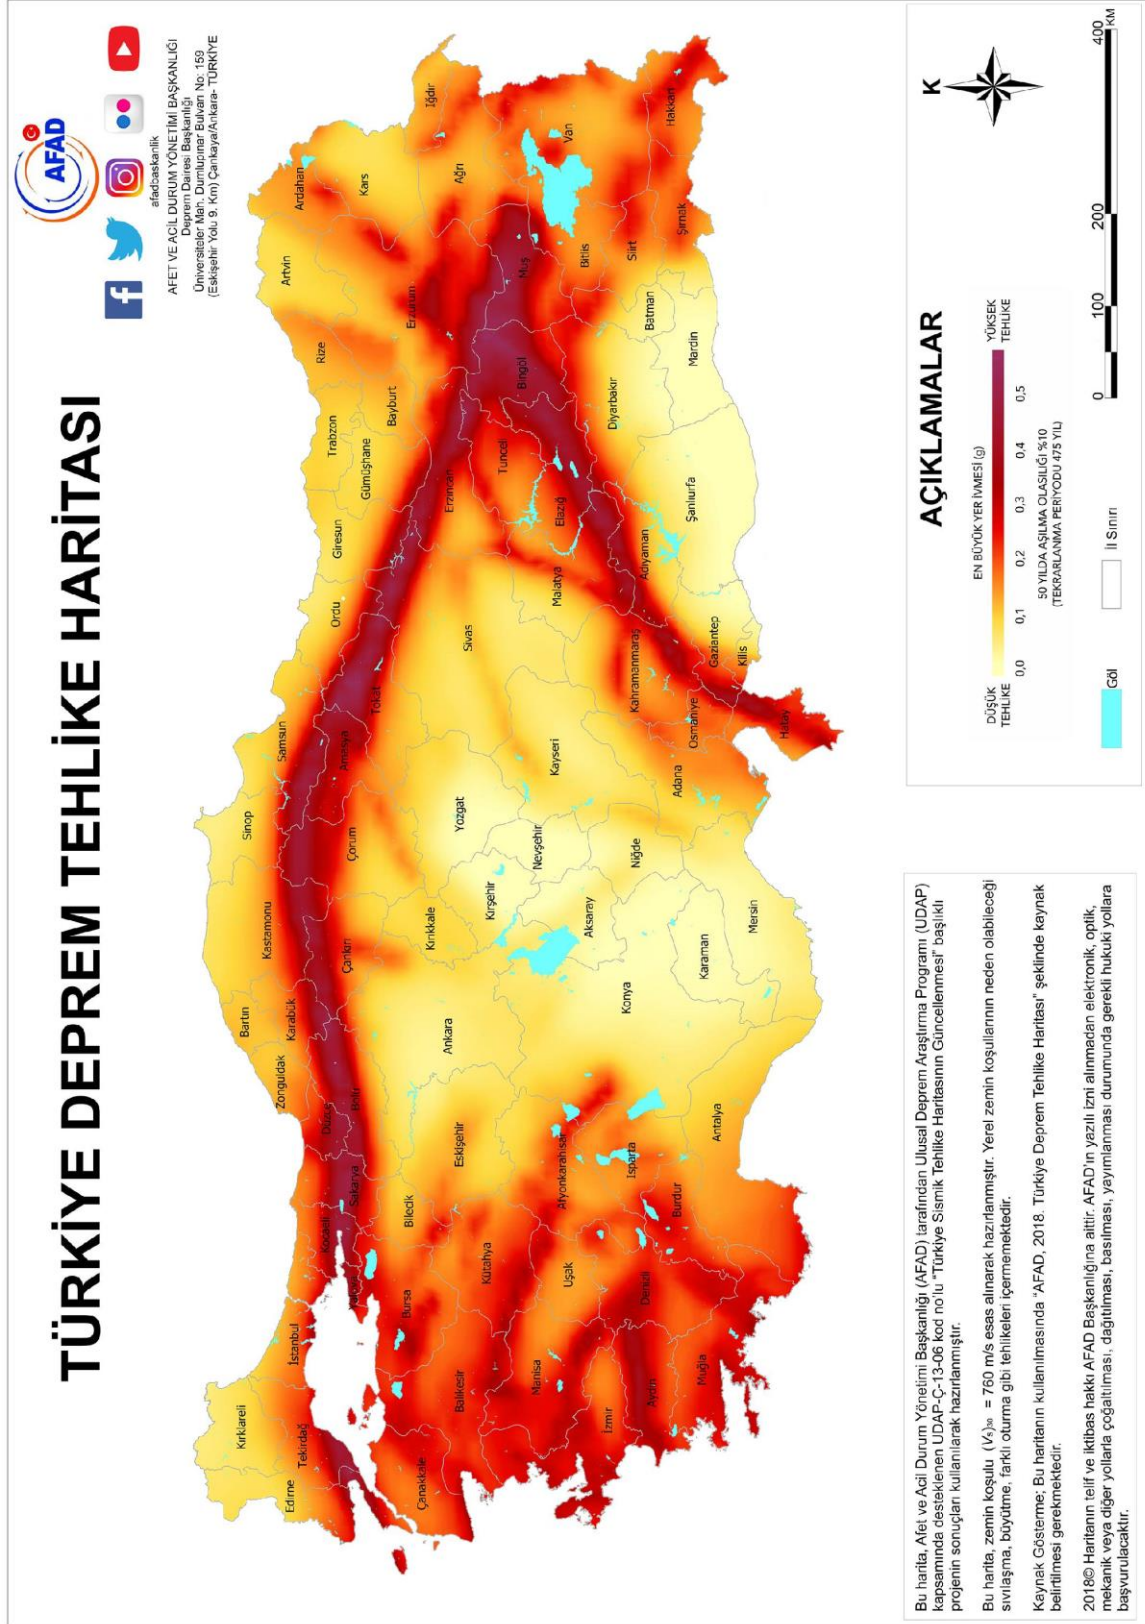 TÜRKİYE DEPREM TEHLİKE HARİTASI
AFAD
afadbaskanlik
AFET VE ACİL DURUM YÖNETİMİ BAŞKANLIĞI
Deprem Dairesi Başkanlığı
Üniversiteler Mah. Dumlupınar Bulvarı No: 159
(Eskişehir Yolu 9. Km) Çankaya/Ankara- TÜRKİYE
Kırklareli
Edirne
Tekirdağ
İstanbul
Kocaeli
Yalova
Sakarya
Düzce
Bolu
Zonguldak
Bartın
Karabük
Kastamonu
Çankırı
Sinop
Çorum
Samsun
Amasya
Tokat
Ordu
Giresun
Gümüşhane
Trabzon
Bayburt
Rize
Artvin
Ardahan
Kars
Iğdır
Erzurum
Ağrı
Erzincan
Çanakkale
Balıkesir
Bursa
Bilecik
Kütahya
Eskişehir
Ankara
Kırıkkale
Kırşehir
Yozgat
Sivas
Tunceli
Elazığ
Bingöl
Muş
Van
Bitlis
Manisa
Uşak
Afyonkarahisar
İzmir
Aydın
Denizli
Isparta
Burdur
Muğla
Antalya
Konya
Aksaray
Nevşehir
Niğde
Kayseri
Karaman
Mersin
Adana
Osmaniye
Kahramanmaraş
Malatya
Adıyaman
Hatay
Kilis
Gaziantep
Şanlıurfa
Diyarbakır
Batman
Mardin
Siirt
Şırnak
Hakkari
Bu harita, Afet ve Acil Durum Yönetimi Başkanlığı (AFAD) tarafından Ulusal Deprem Araştırma Programı (UDAP)
kapsamında desteklenen UDAP-Ç-13-06 kod no'lu "Türkiye Sismik Tehlike Haritasının Güncellenmesi" başlıklı
projenin sonuçları kullanılarak hazırlanmıştır.
Bu harita, zemin koşulu (Vs)30 = 760 m/s esas alınarak hazırlanmıştır. Yerel zemin koşullarının neden olabileceği
sıvılaşma, büyütme, farklı oturma gibi tehlikeleri içermemektedir.
Kaynak Gösterme; Bu haritanın kullanılmasında "AFAD, 2018. Türkiye Deprem Tehlike Haritası" şeklinde kaynak
belirtilmesi gerekmektedir.
2018© Haritanın telif ve iktibas hakkı AFAD Başkanlığına aittir. AFAD'ın yazılı izni alınmadan elektronik, optik,
mekanik veya diğer yollarla çoğaltılması, dağıtılması, basılması, yayımlanması durumunda gerekli hukuki yollara
başvurulacaktır.
AÇIKLAMALAR
K
EN BÜYÜK YER İVMESİ (g)
DÜŞÜK
TEHLİKE
YÜKSEK
TEHLİKE
0,0 0,1 0,2 0,3 0,4 0,5
50 YILDA AŞILMA OLASILIĞI %10
(TEKRARLANMA PERİYODU 475 YIL)
Göl
İl Sınırı
0 100 200 400
KM